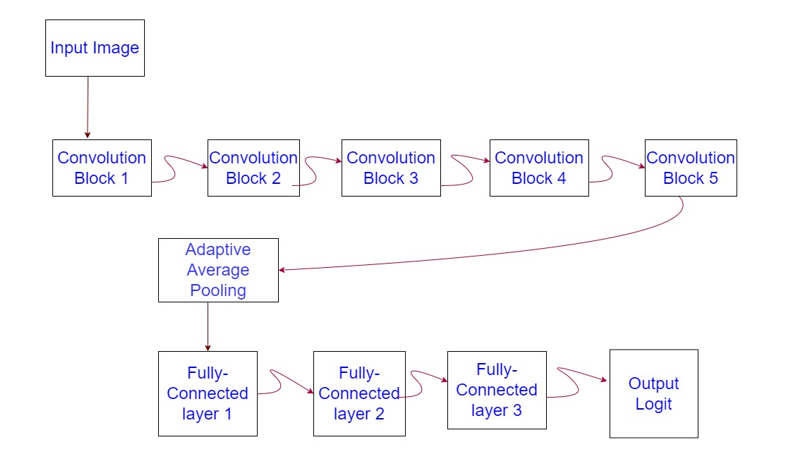 Input Image
Convolution
Block 1
Convolution
Block 2
Convolution
Block 3
Convolution
Block 4
Convolution
Block 5
Adaptive
Average
Pooling
Fully-
Connected
layer 1
Fully-
Connected
layer 2
Fully-
Connected
layer 3
Output
Logit